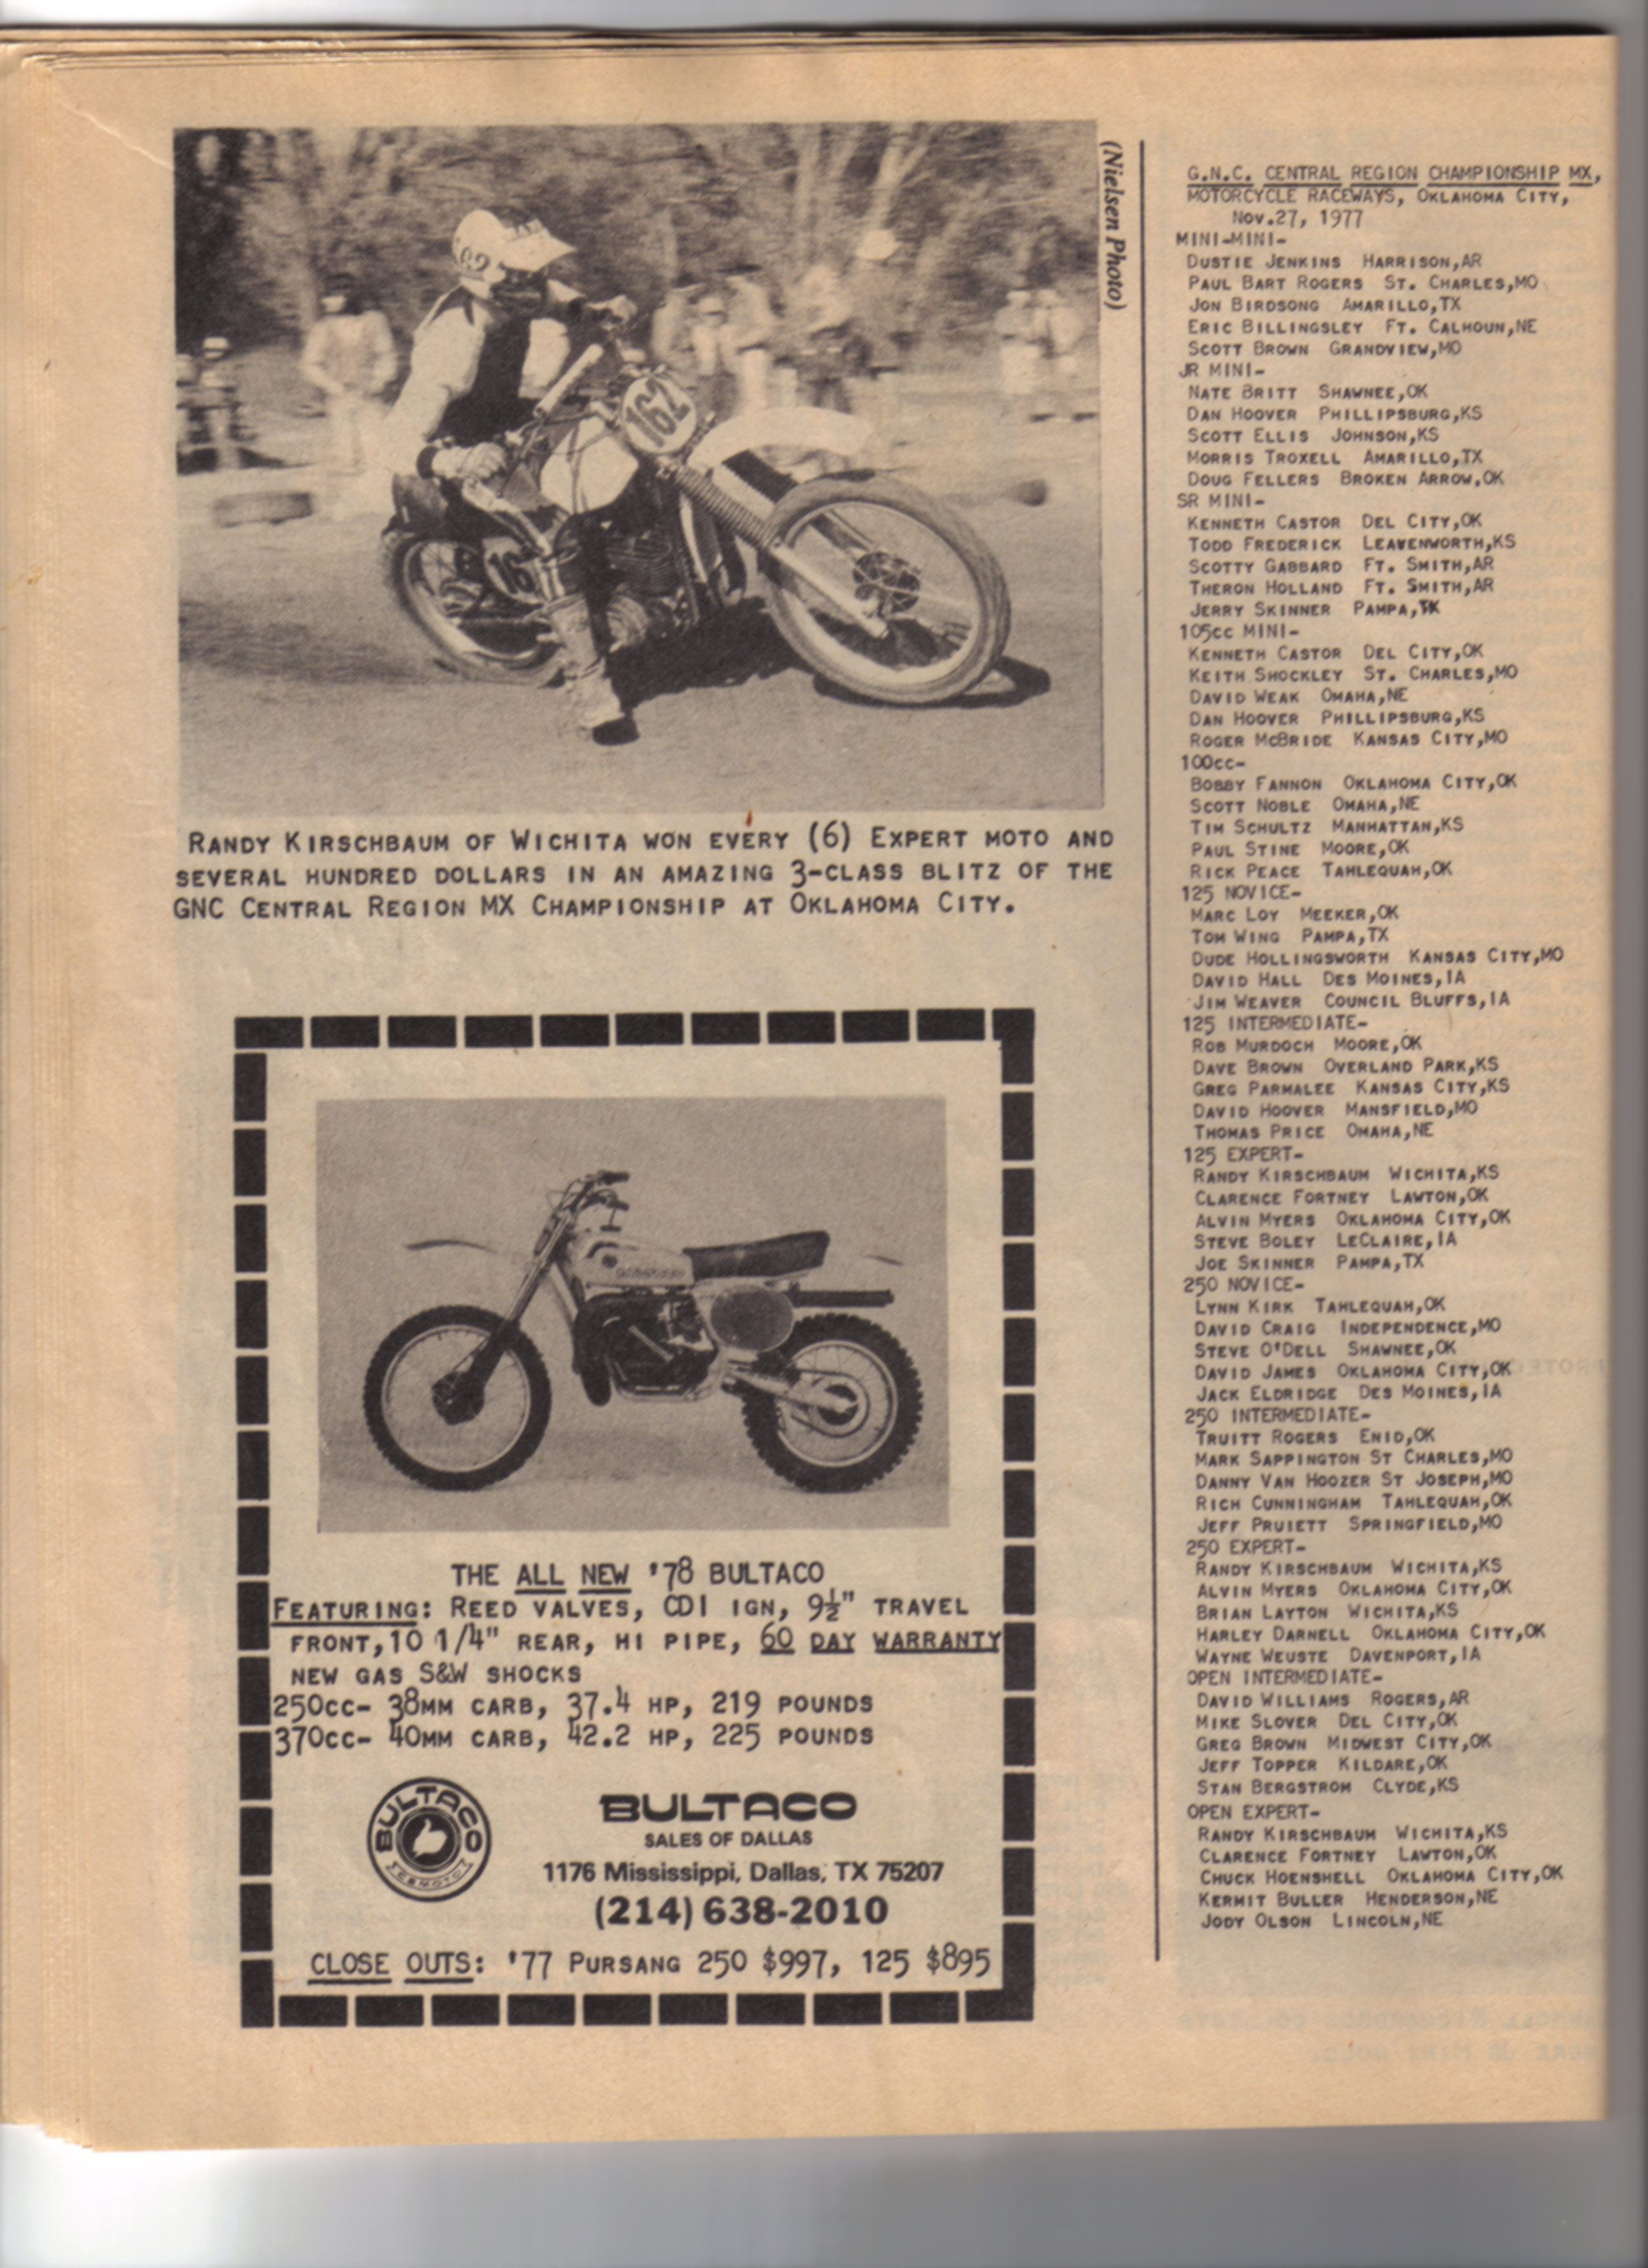 (Nielsen Photo)
162
16
RANDY KIRSCHBAUM OF WICHITA WON EVERY (6) EXPERT MOTO AND
SEVERAL HUNDRED DOLLARS IN AN AMAZING 3-CLASS BLITZ OF THE
GNC CENTRAL REGION MX CHAMPIONSHIP AT OKLAHOMA CITY.
THE ALL NEW '78 BULTACO
FEATURING: REED VALVES, CDI IGN, 9½" TRAVEL
FRONT, 10 1/4" REAR, HI PIPE, 60 DAY WARRANTY
NEW GAS S&W SHOCKS
250cc- 38MM CARB, 37.4 HP, 219 POUNDS
370cc- 40MM CARB, 42.2 HP, 225 POUNDS
BULTACO
CEMOTO
BULTACO
SALES OF DALLAS
1176 Mississippi, Dallas, TX 75207
(214) 638-2010
CLOSE OUTS: '77 PURSANG 250 $997, 125 $895
G.N.C. CENTRAL REGION CHAMPIONSHIP MX,
MOTORCYCLE RACEWAYS, OKLAHOMA CITY,
NOV.27, 1977
MINI-MINI-
DUSTIE JENKINS HARRISON,AR
PAUL BART ROGERS ST. CHARLES,MO
JON BIRDSONG AMARILLO,TX
ERIC BILLINGSLEY FT. CALHOUN,NE
SCOTT BROWN GRANDVIEW,MO
JR MINI-
NATE BRITT SHAWNEE,OK
DAN HOOVER PHILLIPSBURG,KS
SCOTT ELLIS JOHNSON,KS
MORRIS TROXELL AMARILLO,TX
DOUG FELLERS BROKEN ARROW,OK
SR MINI-
KENNETH CASTOR DEL CITY,OK
TODD FREDERICK LEAVENWORTH,KS
SCOTTY GABBARD FT. SMITH,AR
THERON HOLLAND FT. SMITH,AR
JERRY SKINNER PAMPA,TX
105cc MINI-
KENNETH CASTOR DEL CITY,OK
KEITH SHOCKLEY ST. CHARLES,MO
DAVID WEAK OMAHA,NE
DAN HOOVER PHILLIPSBURG,KS
ROGER McBRIDE KANSAS CITY,MO
100cc-
BOBBY FANNON OKLAHOMA CITY,OK
SCOTT NOBLE OMAHA,NE
TIM SCHULTZ MANHATTAN,KS
PAUL STINE MOORE,OK
RICK PEACE TAHLEQUAH,OK
125 NOVICE-
MARC LOY MEEKER,OK
TOM WING PAMPA,TX
DUDE HOLLINGSWORTH KANSAS CITY,MO
DAVID HALL DES MOINES,IA
JIM WEAVER COUNCIL BLUFFS,IA
125 INTERMEDIATE-
ROB MURDOCH MOORE,OK
DAVE BROWN OVERLAND PARK,KS
GREG PARMALEE KANSAS CITY,KS
DAVID HOOVER MANSFIELD,MO
THOMAS PRICE OMAHA,NE
125 EXPERT-
RANDY KIRSCHBAUM WICHITA,KS
CLARENCE FORTNEY LAWTON,OK
ALVIN MYERS OKLAHOMA CITY,OK
STEVE BOLEY LECLAIRE,IA
JOE SKINNER PAMPA,TX
250 NOVICE-
LYNN KIRK TAHLEQUAH,OK
DAVID CRAIG INDEPENDENCE,MO
STEVE O'DELL SHAWNEE,OK
DAVID JAMES OKLAHOMA CITY,OK
JACK ELDRIDGE DES MOINES,IA
250 INTERMEDIATE-
TRUITT ROGERS ENID,OK
MARK SAPPINGTON ST CHARLES,MO
DANNY VAN HOOZER ST JOSEPH,MO
RICH CUNNINGHAM TAHLEQUAH,OK
JEFF PRUIETT SPRINGFIELD,MO
250 EXPERT-
RANDY KIRSCHBAUM WICHITA,KS
ALVIN MYERS OKLAHOMA CITY,OK
BRIAN LAYTON WICHITA,KS
HARLEY DARNELL OKLAHOMA CITY,OK
WAYNE WEUSTE DAVENPORT,IA
OPEN INTERMEDIATE-
DAVID WILLIAMS ROGERS,AR
MIKE SLOVER DEL CITY,OK
GREG BROWN MIDWEST CITY,OK
JEFF TOPPER KILDARE,OK
STAN BERGSTROM CLYDE,KS
OPEN EXPERT-
RANDY KIRSCHBAUM WICHITA,KS
CLARENCE FORTNEY LAWTON,OK
CHUCK HOENSHELL OKLAHOMA CITY,OK
KERMIT BULLER HENDERSON,NE
JODY OLSON LINCOLN,NE